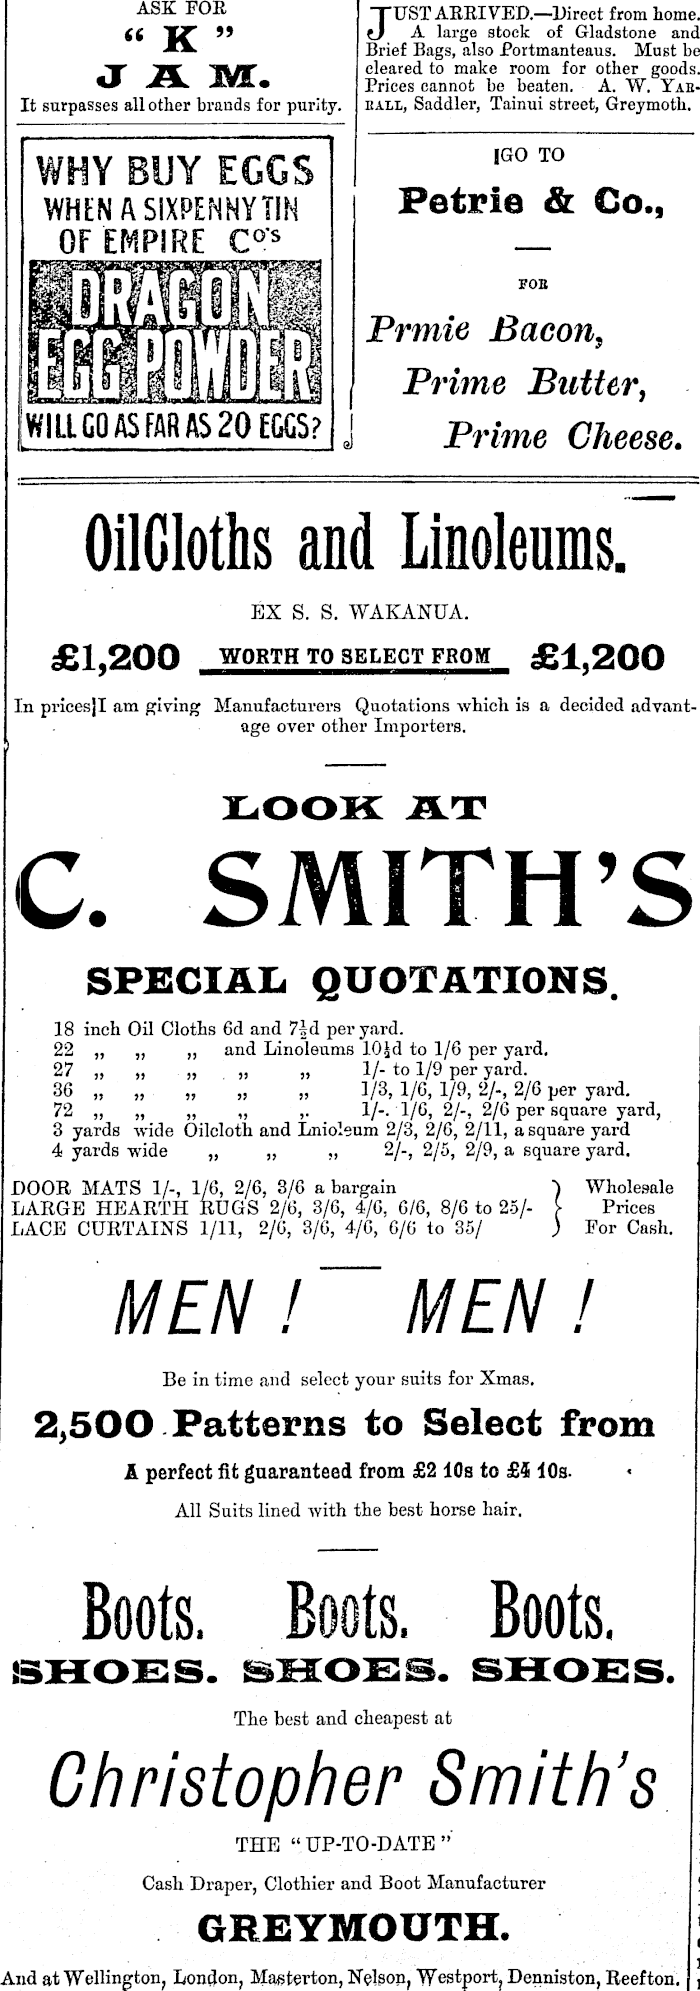 ASK FOR
“ K ”
JAM.
It surpasses all other brands for purity.
WHY BUY EGGS
WHEN A SIXPENNY TIN
OF EMPIRE Co's
DRAGON
EGG POWDER
WILL GO AS FAR AS 20 EGGS?
JUST ARRIVED.—Direct from home.
A large stock of Gladstone and
Brief Bags, also Portmanteaus. Must be
cleared to make room for other goods.
Prices cannot be beaten. A. W. YAR-
RALL, Saddler, Tainui street, Greymoth.
GO TO
Petrie & Co.,
FOR
Prmie Bacon,
Prime Butter,
Prime Cheese.
OilCloths and Linoleums.
EX S. S. WAKANUA.
£1,200 WORTH TO SELECT FROM £1,200
In prices I am giving Manufacturers Quotations which is a decided advant-
age over other Importers.
LOOK AT
C. SMITH'S
SPECIAL QUOTATIONS.
18 inch Oil Cloths 6d and 7½d per yard.
22 „ „ „ and Linoleums 10½d to 1/6 per yard.
27 „ „ „ „ „ 1/- to 1/9 per yard.
36 „ „ „ „ „ 1/3, 1/6, 1/9, 2/-, 2/6 per yard.
72 „ „ „ „ „ 1/-. 1/6, 2/-, 2/6 per square yard,
3 yards wide Oilcloth and Lnioleum 2/3, 2/6, 2/11, a square yard
4 yards wide „ „ „ 2/-, 2/5, 2/9, a square yard.
DOOR MATS 1/-, 1/6, 2/6, 3/6 a bargain
LARGE HEARTH RUGS 2/6, 3/6, 4/6, 6/6, 8/6 to 25/-
LACE CURTAINS 1/11, 2/6, 3/6, 4/6, 6/6 to 35/
Wholesale
Prices
For Cash.
MEN ! MEN !
Be in time and select your suits for Xmas.
2,500 Patterns to Select from
A perfect fit guaranteed from £2 10s to £4 10s.
All Suits lined with the best horse hair.
Boots. Boots. Boots.
SHOES. SHOES. SHOES.
The best and cheapest at
Christopher Smith's
THE “UP-TO-DATE”
Cash Draper, Clothier and Boot Manufacturer
GREYMOUTH.
And at Wellington, London, Masterton, Nelson, Westport, Denniston, Reefton.